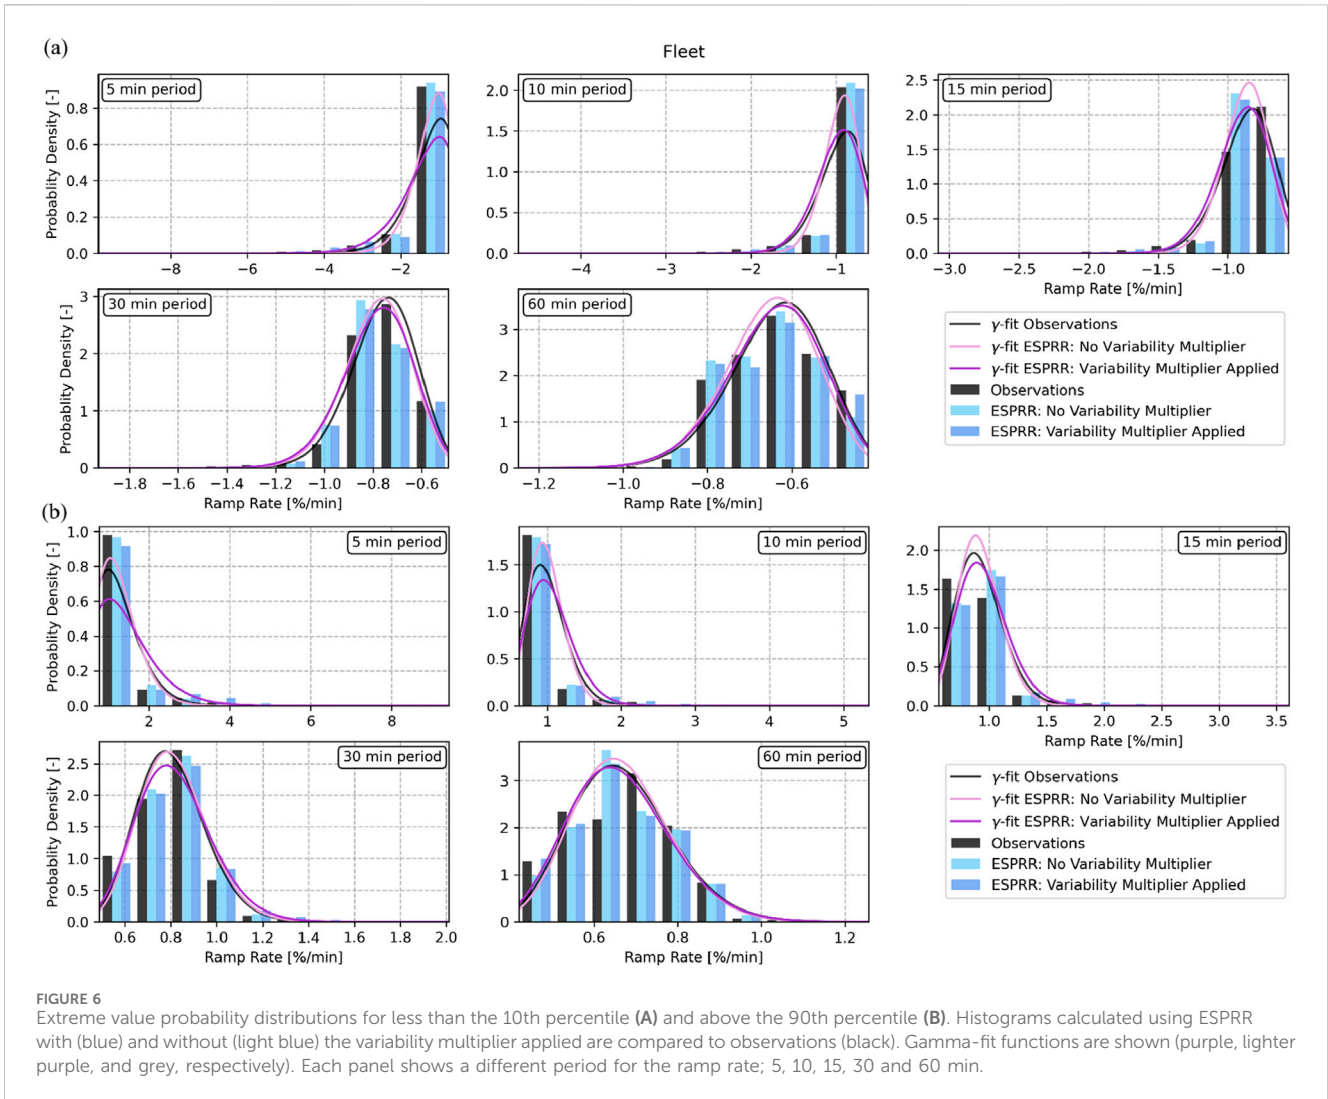 (a)
Fleet
5 min period
10 min period
15 min period
Probablity Density [-]
0.8
0.6
0.4
0.2
0.0
−8
−6
−4
−2
2.0
1.5
1.0
0.5
0.0
−4
−3
−2
−1
2.5
2.0
1.5
1.0
0.5
0.0
−3.0
−2.5
−2.0
−1.5
−1.0
Ramp Rate [%/min]
30 min period
60 min period
Probablity Density [-]
3
2
1
0
−1.8
−1.6
−1.4
−1.2
−1.0
−0.8
−0.6
Ramp Rate [%/min]
3
2
1
0
−1.2
−1.0
−0.8
−0.6
Ramp Rate [%/min]
γ-fit Observations
γ-fit ESPRR: No Variability Multiplier
γ-fit ESPRR: Variability Multiplier Applied
Observations
ESPRR: No Variability Multiplier
ESPRR: Variability Multiplier Applied
(b)
5 min period
10 min period
15 min period
Probablity Density [-]
1.0
0.8
0.6
0.4
0.2
0.0
2
4
6
8
1.5
1.0
0.5
0.0
1
2
3
4
5
2.0
1.5
1.0
0.5
0.0
1.0
1.5
2.0
2.5
3.0
3.5
Ramp Rate [%/min]
30 min period
60 min period
Probablity Density [-]
2.5
2.0
1.5
1.0
0.5
0.0
0.6
0.8
1.0
1.2
1.4
1.6
1.8
2.0
Ramp Rate [%/min]
3
2
1
0
0.6
0.8
1.0
1.2
Ramp Rate [%/min]
γ-fit Observations
γ-fit ESPRR: No Variability Multiplier
γ-fit ESPRR: Variability Multiplier Applied
Observations
ESPRR: No Variability Multiplier
ESPRR: Variability Multiplier Applied
FIGURE 6
Extreme value probability distributions for less than the 10th percentile (A) and above the 90th percentile (B). Histograms calculated using ESPRR
with (blue) and without (light blue) the variability multiplier applied are compared to observations (black). Gamma-fit functions are shown (purple, lighter
purple, and grey, respectively). Each panel shows a different period for the ramp rate; 5, 10, 15, 30 and 60 min.